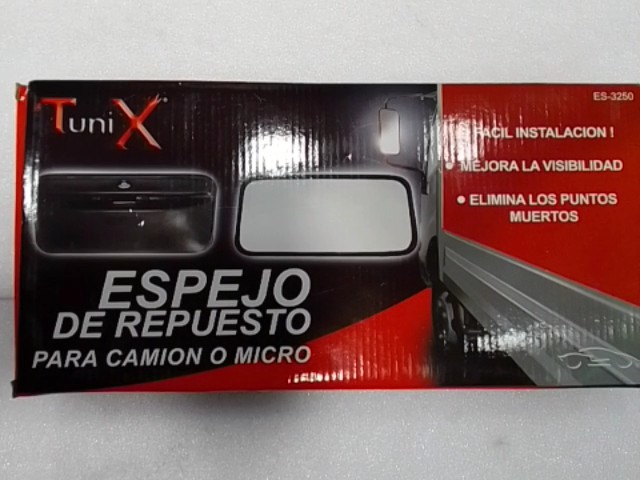 TuniX
ES-3250
FACIL INSTALACION !
MEJORA LA VISIBILIDAD
ELIMINA LOS PUNTOS
MUERTOS
ESPEJO
DE REPUESTO
PARA CAMION O MICRO